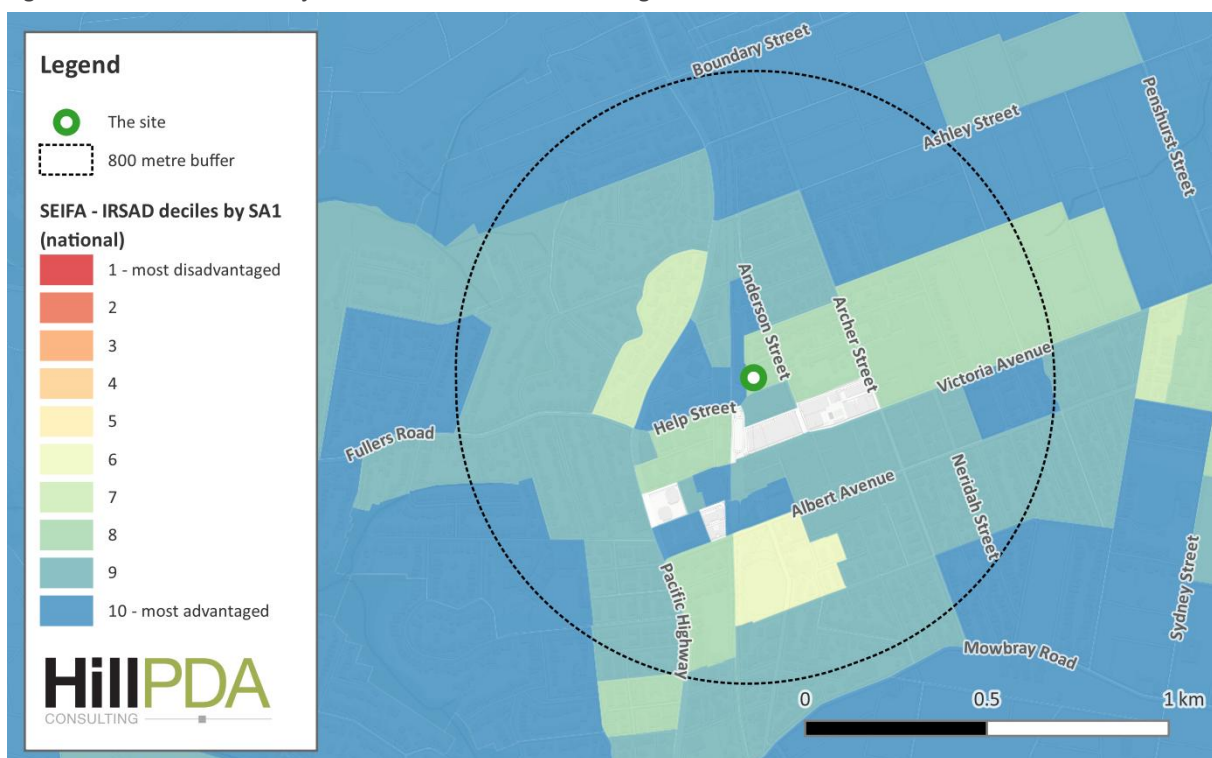 Legend
The site
800 metre buffer
SEIFA - IRSAD deciles by SA1
(national)
1 - most disadvantaged
2
3
4
5
6
7
8
9
10 - most advantaged
HillPDA
CONSULTING
Boundary Street
Ashley Street
Penshurst Street
Anderson Street
Archer Street
Victoria Avenue
Help Street
Fullers Road
Albert Avenue
Neridah Street
Pacific Highway
Sydney Street
Mowbray Road
0 0.5 1 km